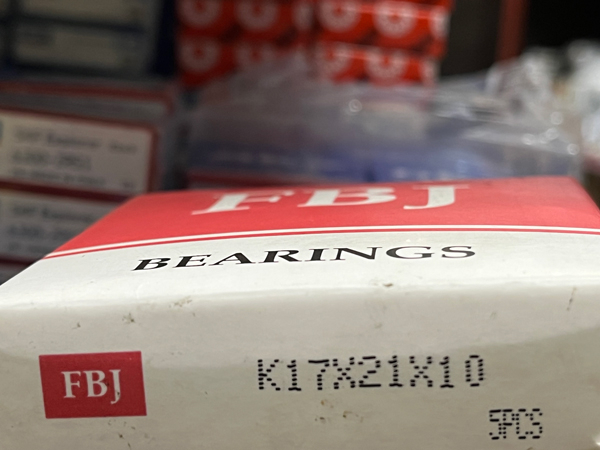 FBJ
BEARINGS
FBJ
K17X21X10
5PCS